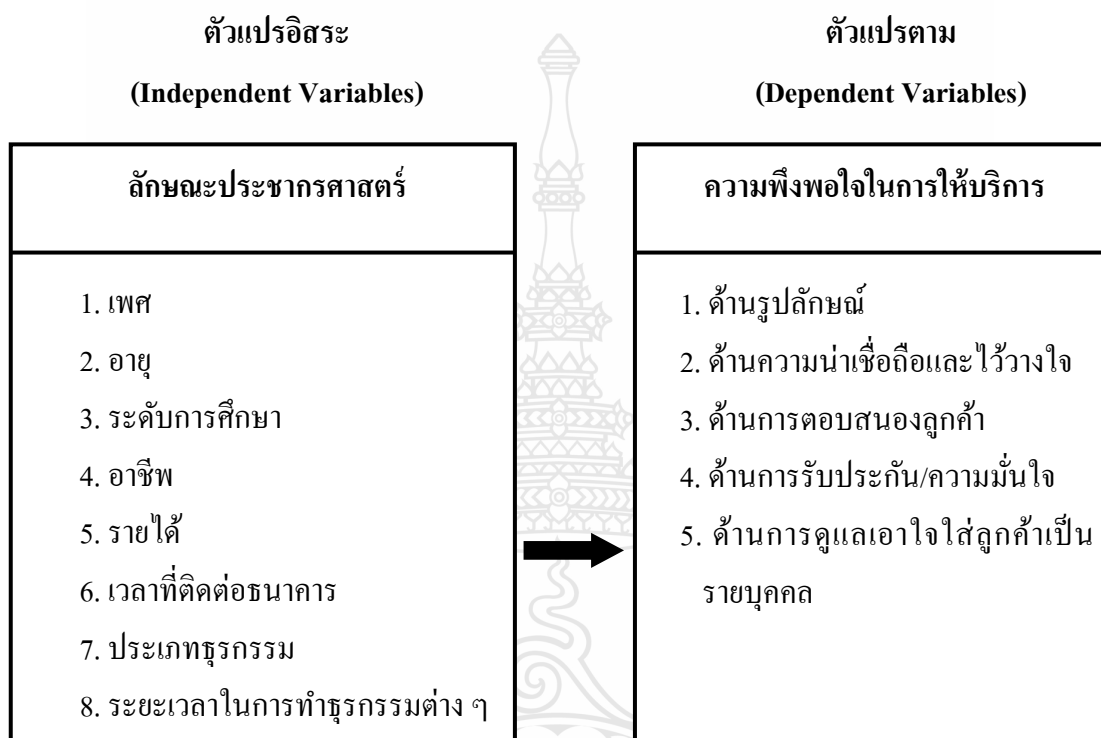 ตัวแปรอิสระ
(Independent Variables)
ลักษณะประชากรศาสตร์
1. เพศ
2. อายุ
3. ระดับการศึกษา
4. อาชีพ
5. รายได้
6. เวลาที่ติดต่อธนาคาร
7. ประเภทธุรกรรม
8. ระยะเวลาในการทำธุรกรรมต่าง ๆ
ตัวแปรตาม
(Dependent Variables)
ความพึงพอใจในการให้บริการ
1. ด้านรูปลักษณ์
2. ด้านความน่าเชื่อถือและไว้วางใจ
3. ด้านการตอบสนองลูกค้า
4. ด้านการรับประกัน/ความมั่นใจ
5. ด้านการดูแลเอาใจใส่ลูกค้าเป็น
รายบุคคล